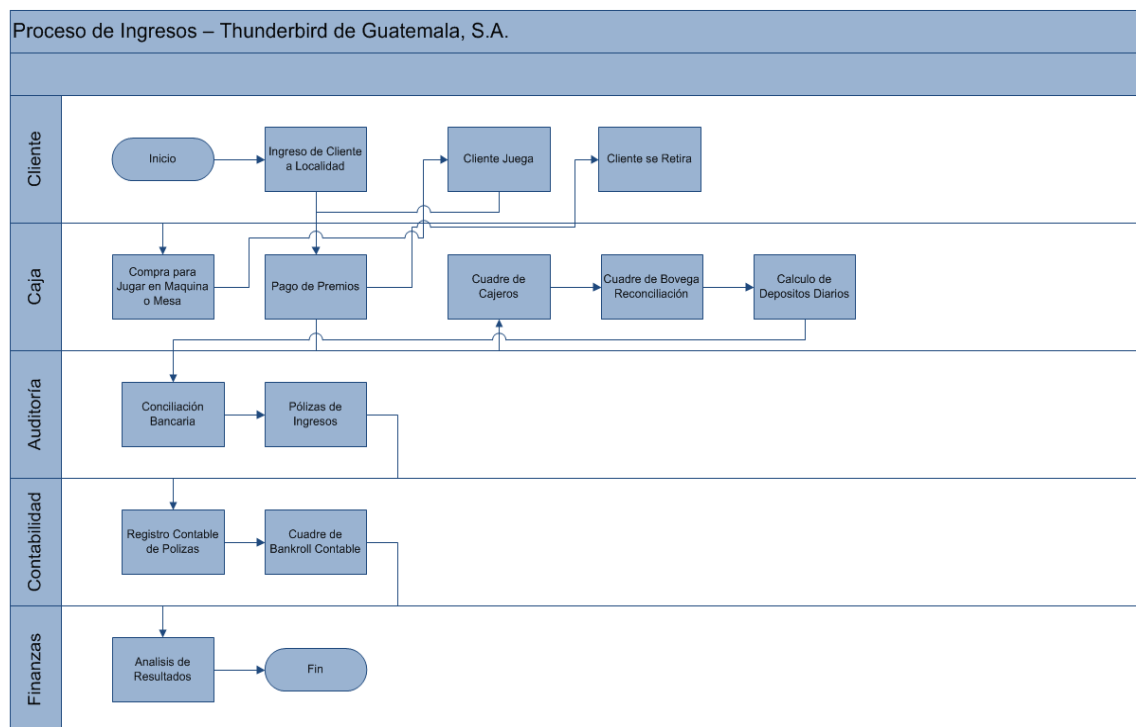 Proceso de Ingresos – Thunderbird de Guatemala, S.A.
Cliente
Inicio
Ingreso de Cliente
a Localidad
Cliente Juega
Cliente se Retira
Caja
Compra para
Jugar en Maquina
o Mesa
Pago de Premios
Cuadre de
Cajeros
Cuadre de Bovega
Reconciliación
Calculo de
Depositos Diarios
Auditoría
Conciliación
Bancaria
Pólizas de
Ingresos
Contabilidad
Registro Contable
de Polizas
Cuadre de
Bankroll Contable
Finanzas
Analisis de
Resultados
Fin